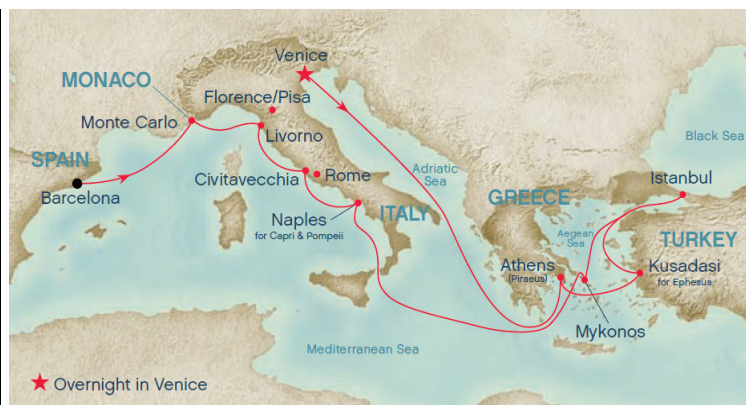 Venice
MONACO
Florence/Pisa
Monte Carlo
Livorno
Black Sea
SPAIN
Adriatic
Sea
Civitavecchia
Rome
Istanbul
Barcelona
GREECE
Naples
for Capri & Pompeii
ITALY
Aegean
Sea
TURKEY
Athens
(Piraeus)
Kusadasi
for Ephesus
Mykonos
Mediterranean Sea
Overnight in Venice